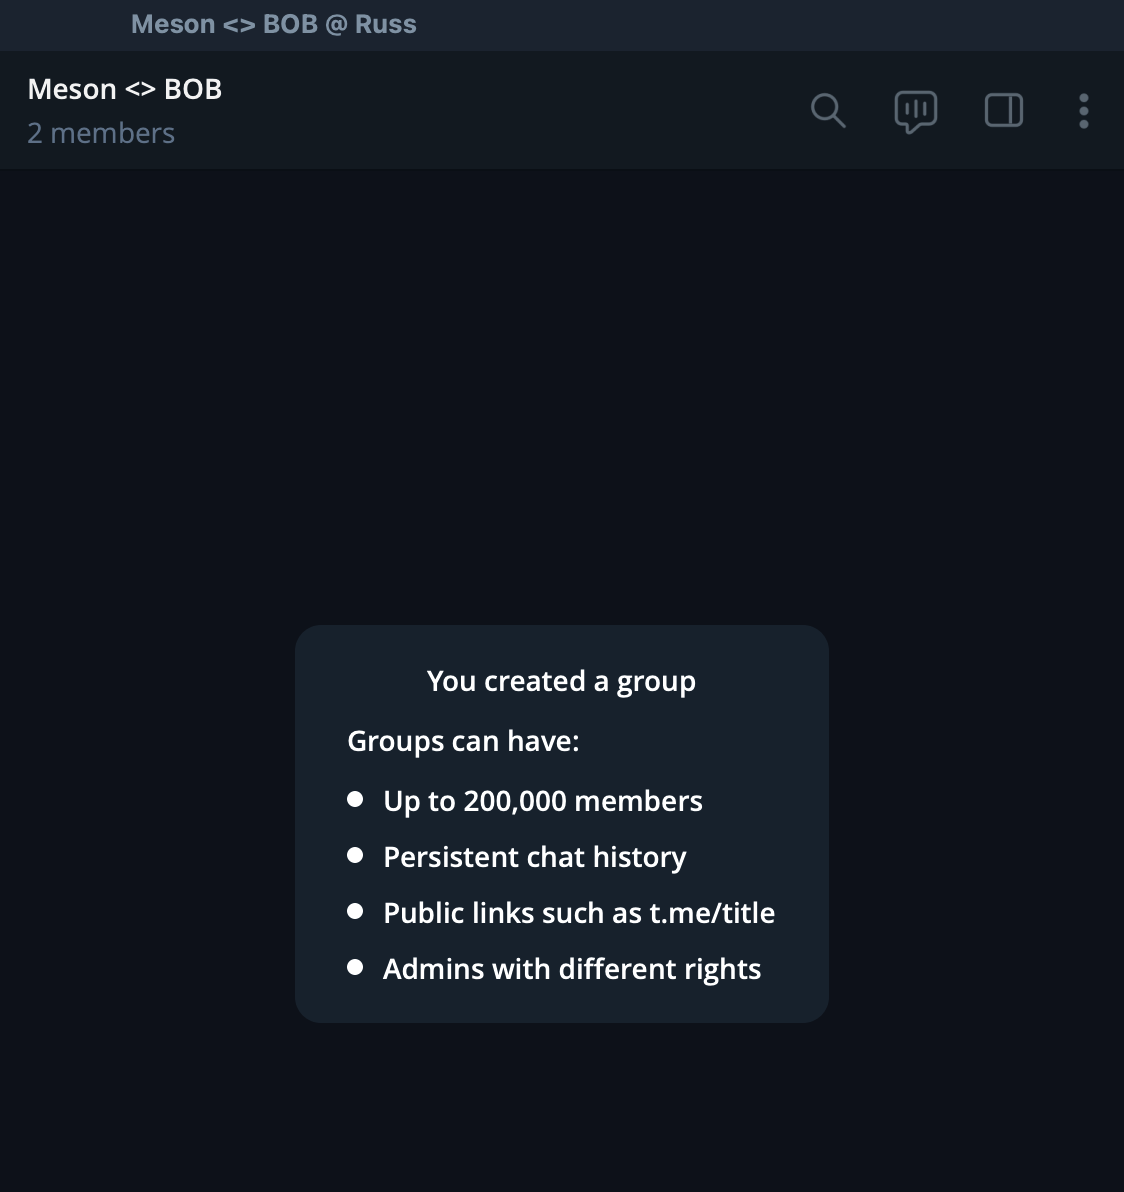 Meson <> BOB @ Russ
Meson <> BOB
2 members
You created a group
Groups can have:
Up to 200,000 members
Persistent chat history
Public links such as t.me/title
Admins with different rights